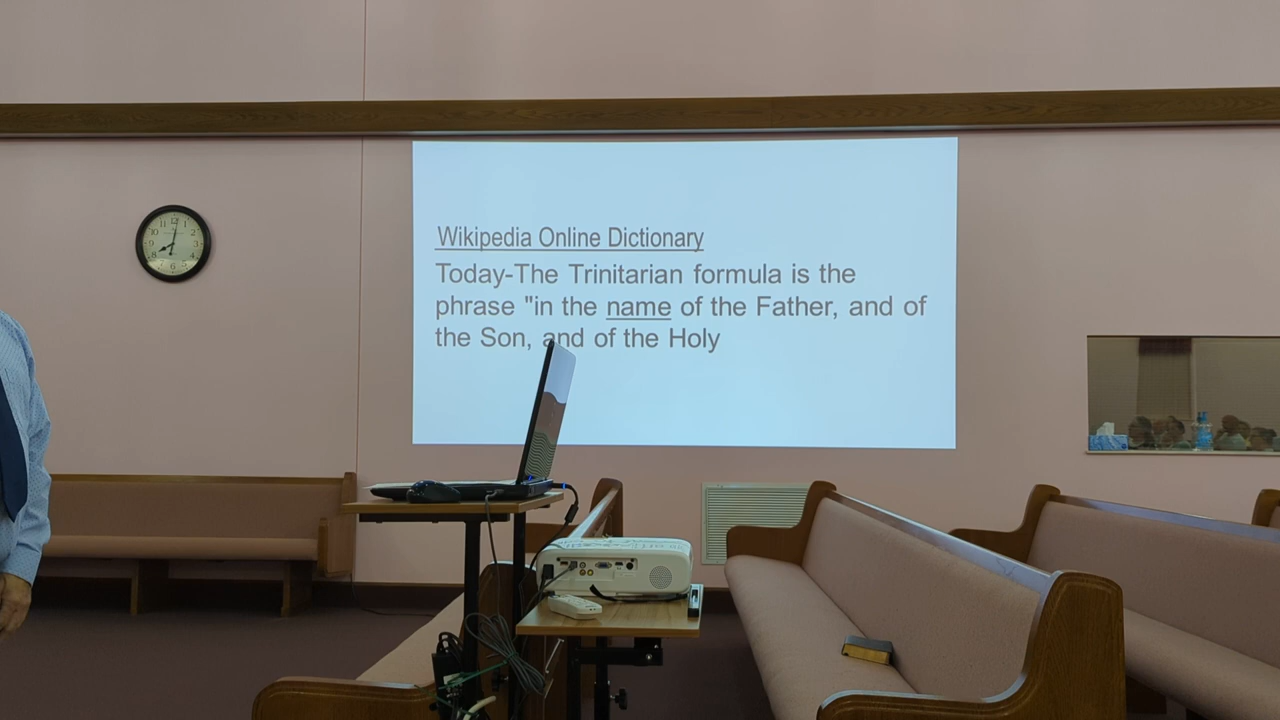 Wikipedia Online Dictionary
Today-The Trinitarian formula is the
phrase "in the name of the Father, and of
the Son, and of the Holy